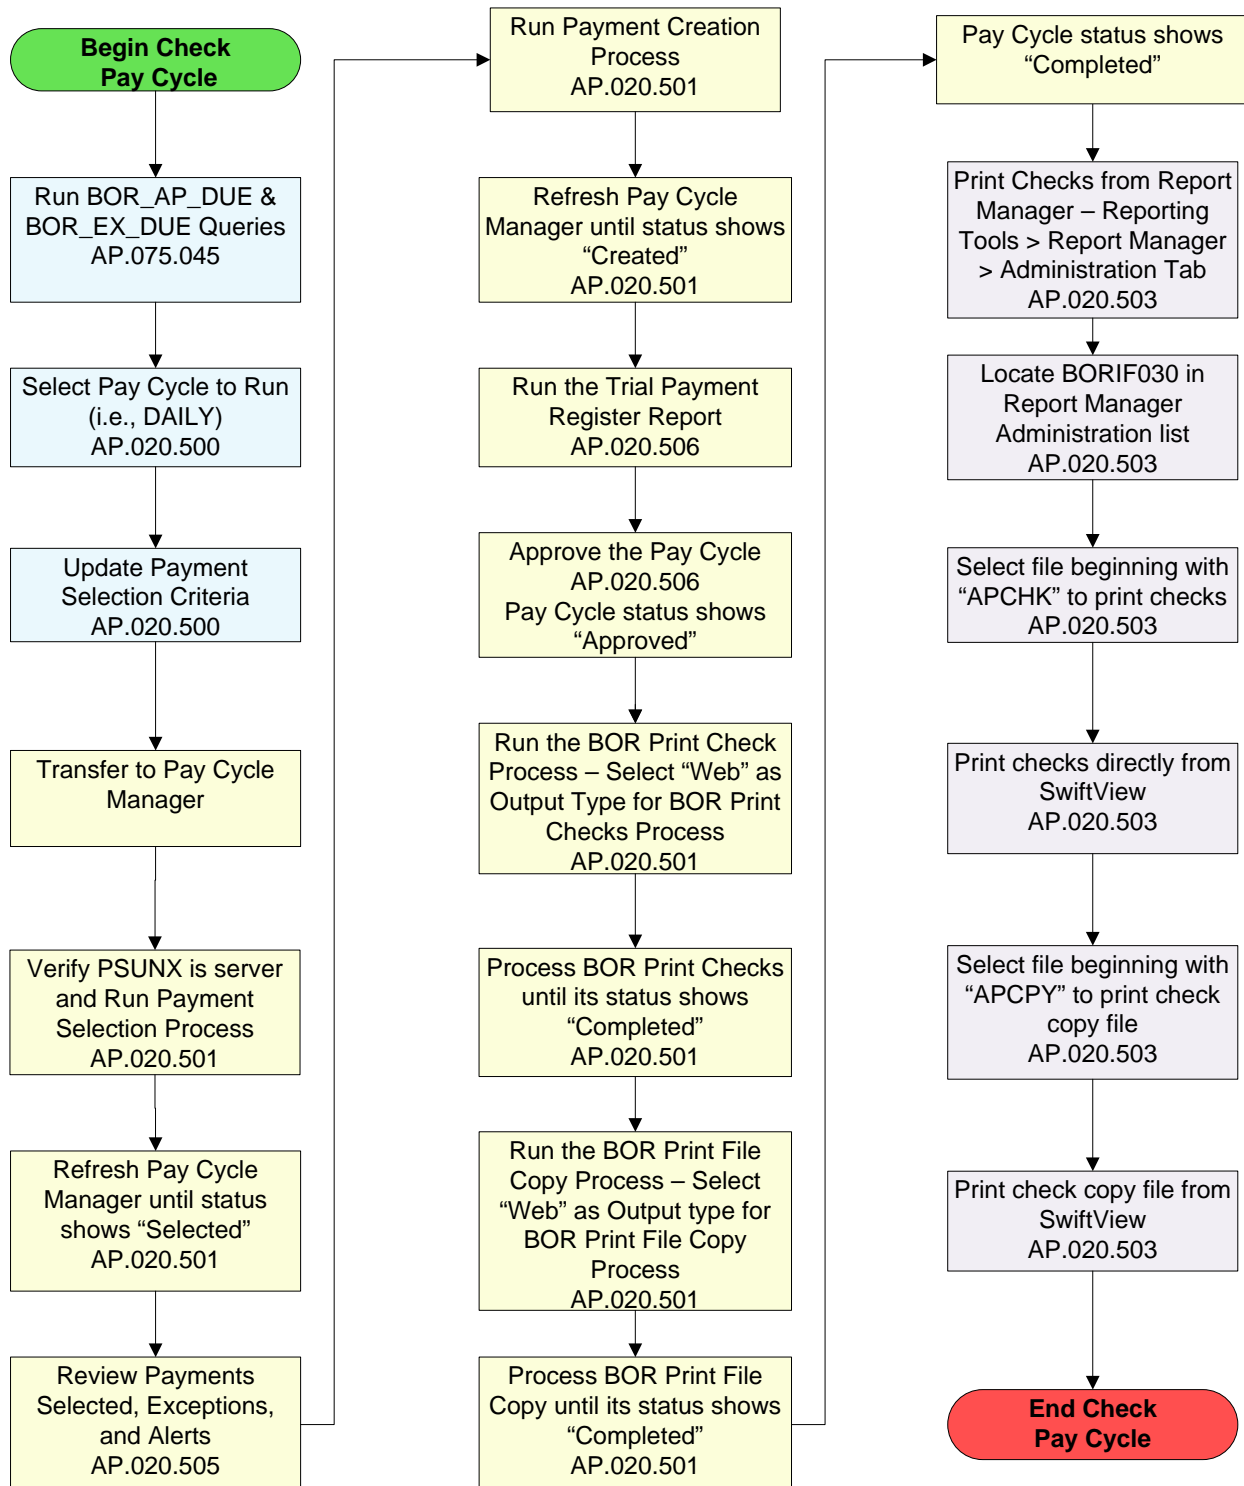 Begin Check
Pay Cycle
Run BOR_AP_DUE &
BOR_EX_DUE Queries
AP.075.045
Select Pay Cycle to Run
(i.e., DAILY)
AP.020.500
Update Payment
Selection Criteria
AP.020.500
Transfer to Pay Cycle
Manager
Verify PSUNX is server
and Run Payment
Selection Process
AP.020.501
Refresh Pay Cycle
Manager until status
shows “Selected”
AP.020.501
Review Payments
Selected, Exceptions,
and Alerts
AP.020.505
Run Payment Creation
Process
AP.020.501
Refresh Pay Cycle
Manager until status shows
“Created”
AP.020.501
Run the Trial Payment
Register Report
AP.020.506
Approve the Pay Cycle
AP.020.506
Pay Cycle status shows
“Approved”
Run the BOR Print Check
Process – Select “Web” as
Output Type for BOR Print
Checks Process
AP.020.501
Process BOR Print Checks
until its status shows
“Completed”
AP.020.501
Run the BOR Print File
Copy Process – Select
“Web” as Output type for
BOR Print File Copy
Process
AP.020.501
Process BOR Print File
Copy until its status shows
“Completed”
AP.020.501
Pay Cycle status shows
“Completed”
Print Checks from Report
Manager – Reporting
Tools > Report Manager
> Administration Tab
AP.020.503
Locate BORIF030 in
Report Manager
Administration list
AP.020.503
Select file beginning with
“APCHK” to print checks
AP.020.503
Print checks directly from
SwiftView
AP.020.503
Select file beginning with
“APCPY” to print check
copy file
AP.020.503
Print check copy file from
SwiftView
AP.020.503
End Check
Pay Cycle